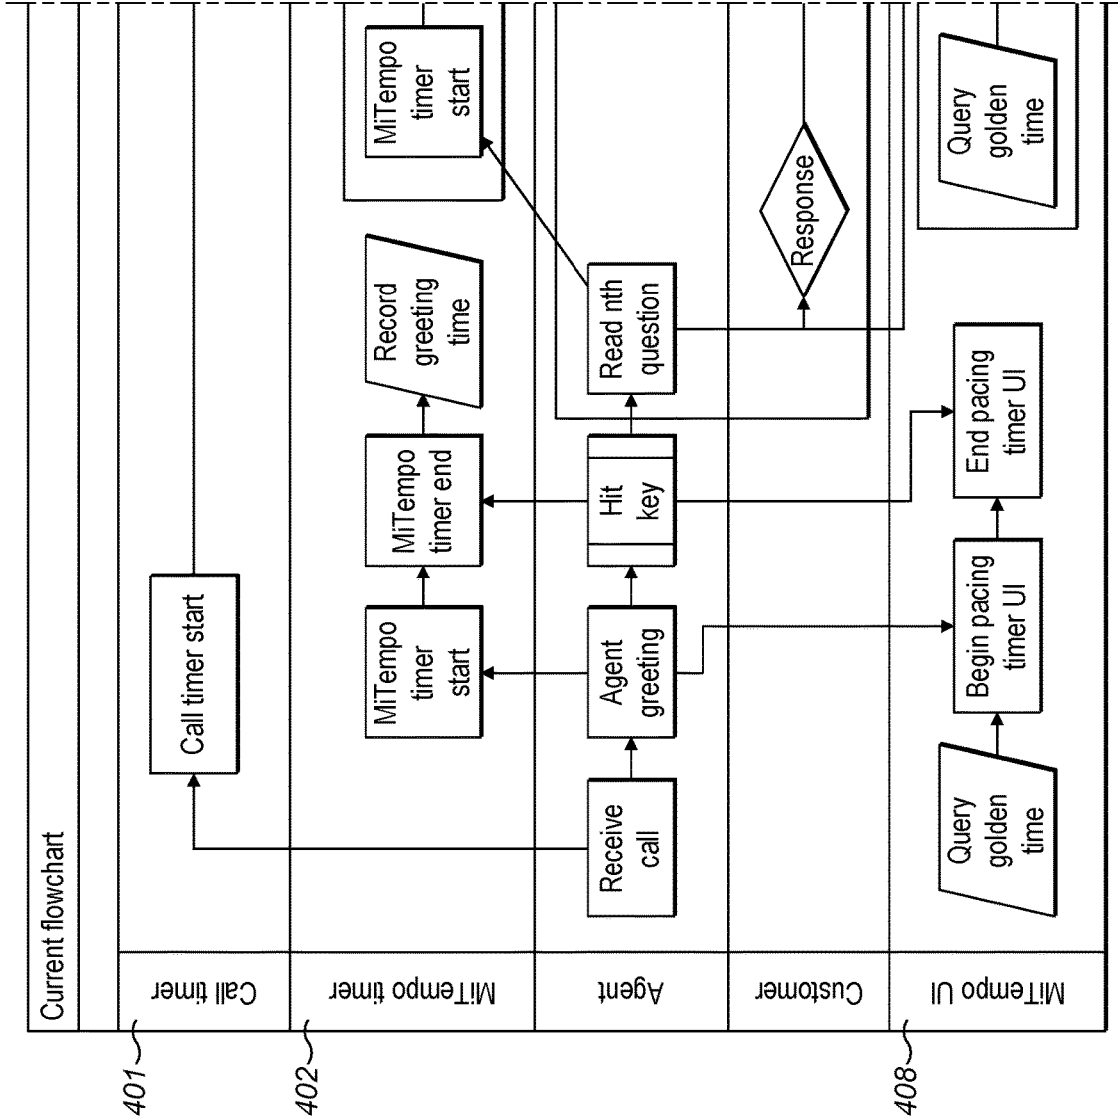 Current flowchart
401
Call timer
Call timer start
402
MiTempo timer
MiTempo
timer
start
MiTempo
timer end
Record
greeting
time
MiTempo
timer
start
Agent
Receive
call
Agent
greeting
Hit
key
Read nth
question
Customer
Response
408
MiTempo UI
Query
golden
time
Begin pacing
timer UI
End pacing
timer UI
Query
golden
time